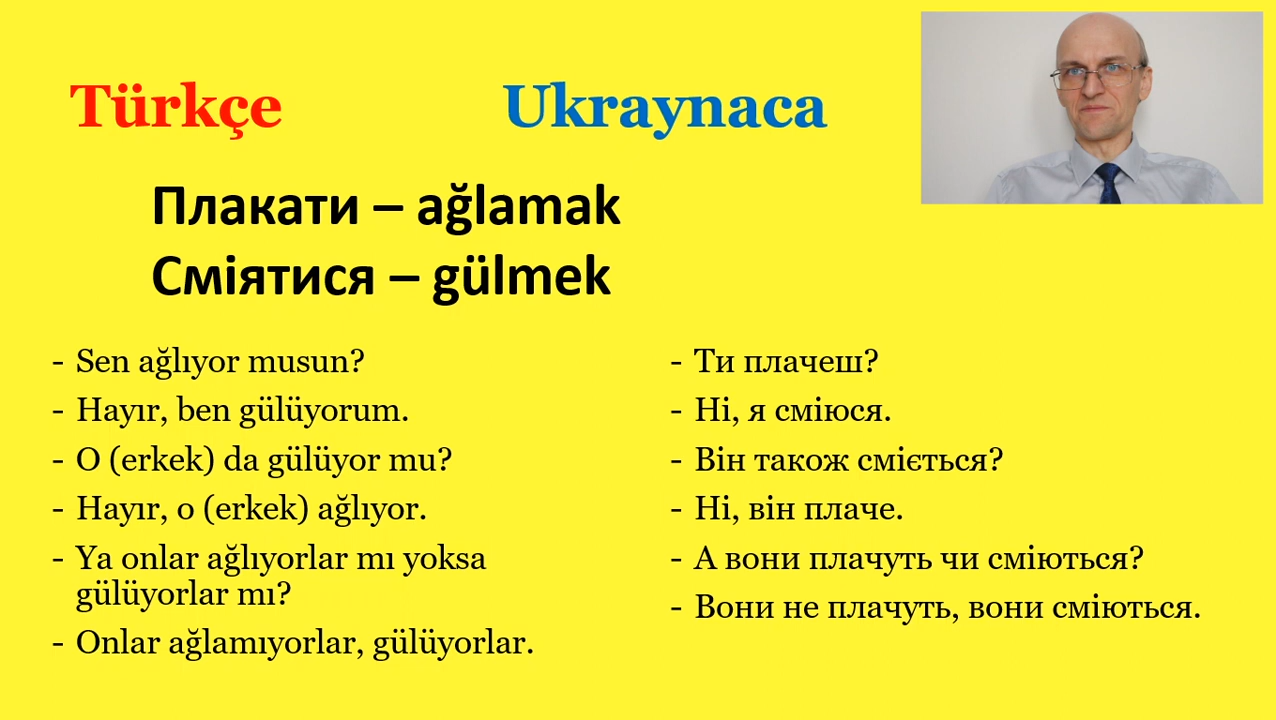 Türkçe
Ukraynaca
Плакати – ağlamak
Сміятися – gülmek
- Sen ağlıyor musun?
- Hayır, ben gülüyorum.
- O (erkek) da gülüyor mu?
- Hayır, o (erkek) ağlıyor.
- Ya onlar ağlıyorlar mı yoksa
gülüyorlar mı?
- Onlar ağlamıyorlar, gülüyorlar.
- Ти плачеш?
- Ні, я сміюся.
- Він також сміється?
- Ні, він плаче.
- А вони плачуть чи сміються?
- Вони не плачуть, вони сміються.